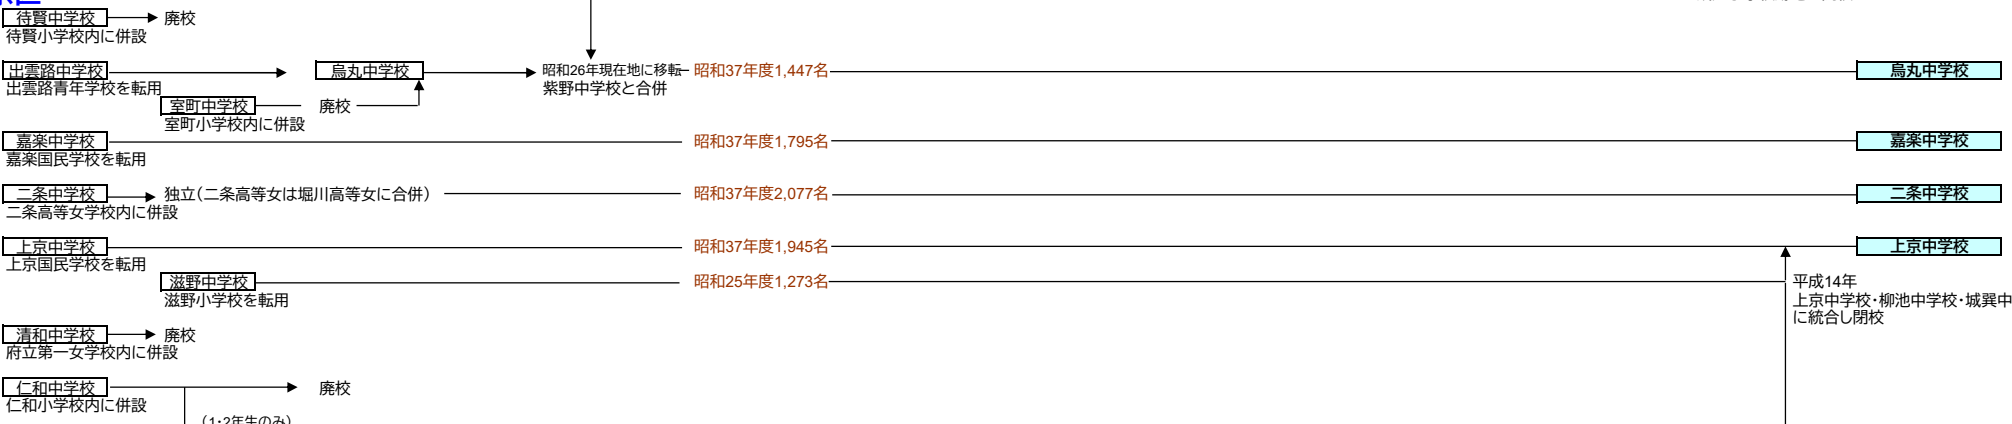 待賢中学校 廃校
待賢小学校内に併設
出雲路中学校 烏丸中学校 昭和26年現在地に移転 昭和37年度1,447名 烏丸中学校
出雲路青年学校を転用 紫野中学校と合併
室町中学校 廃校
室町小学校内に併設
嘉楽中学校 昭和37年度1,795名 嘉楽中学校
嘉楽国民学校を転用
二条中学校 独立(二条高等女は堀川高等女に合併) 昭和37年度2,077名 二条中学校
二条高等女学校内に併設
上京中学校 昭和37年度1,945名 上京中学校
上京国民学校を転用
滋野中学校 昭和25年度1,273名 平成14年
滋野小学校を転用 上京中学校・柳池中学校・城巽中
に統合し閉校
清和中学校 廃校
府立第一女学校内に併設
仁和中学校 廃校
仁和小学校内に併設
(1・2年生のみ)